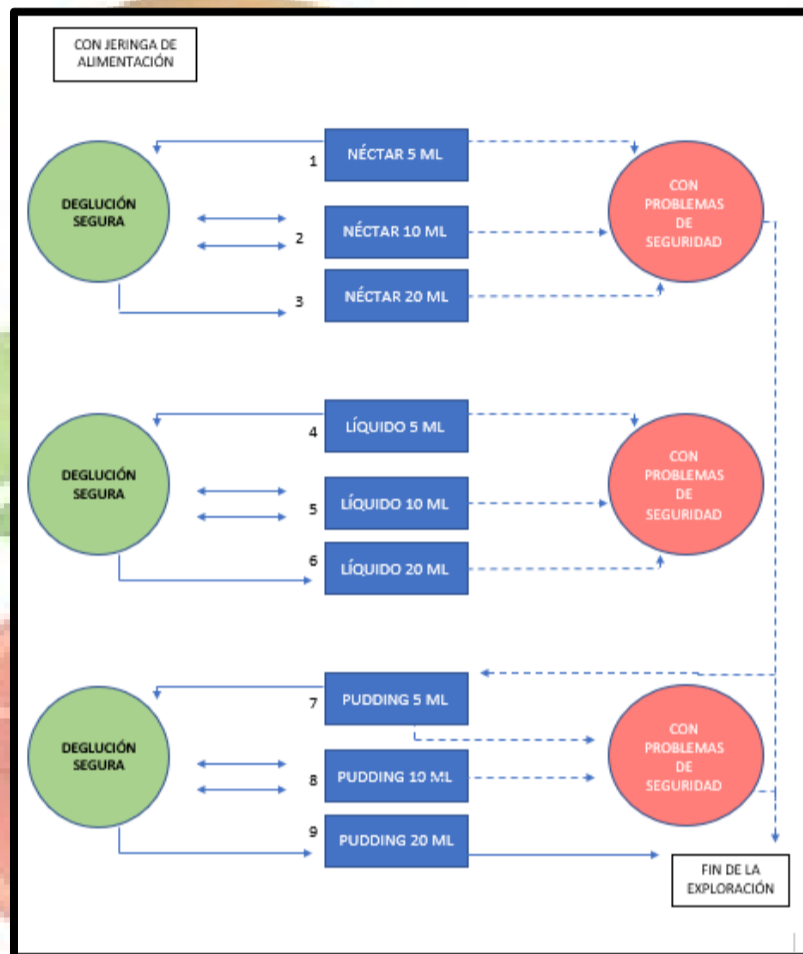 CON JERINGA DE
ALIMENTACIÓN
1
NÉCTAR 5 ML
DEGLUCIÓN
SEGURA
2
NÉCTAR 10 ML
3
NÉCTAR 20 ML
CON
PROBLEMAS
DE
SEGURIDAD
4
LÍQUIDO 5 ML
DEGLUCIÓN
SEGURA
5
LÍQUIDO 10 ML
6
LÍQUIDO 20 ML
CON
PROBLEMAS
DE
SEGURIDAD
7
PUDDING 5 ML
DEGLUCIÓN
SEGURA
8
PUDDING 10 ML
9
PUDDING 20 ML
CON
PROBLEMAS
DE
SEGURIDAD
FIN DE LA
EXPLORACIÓN